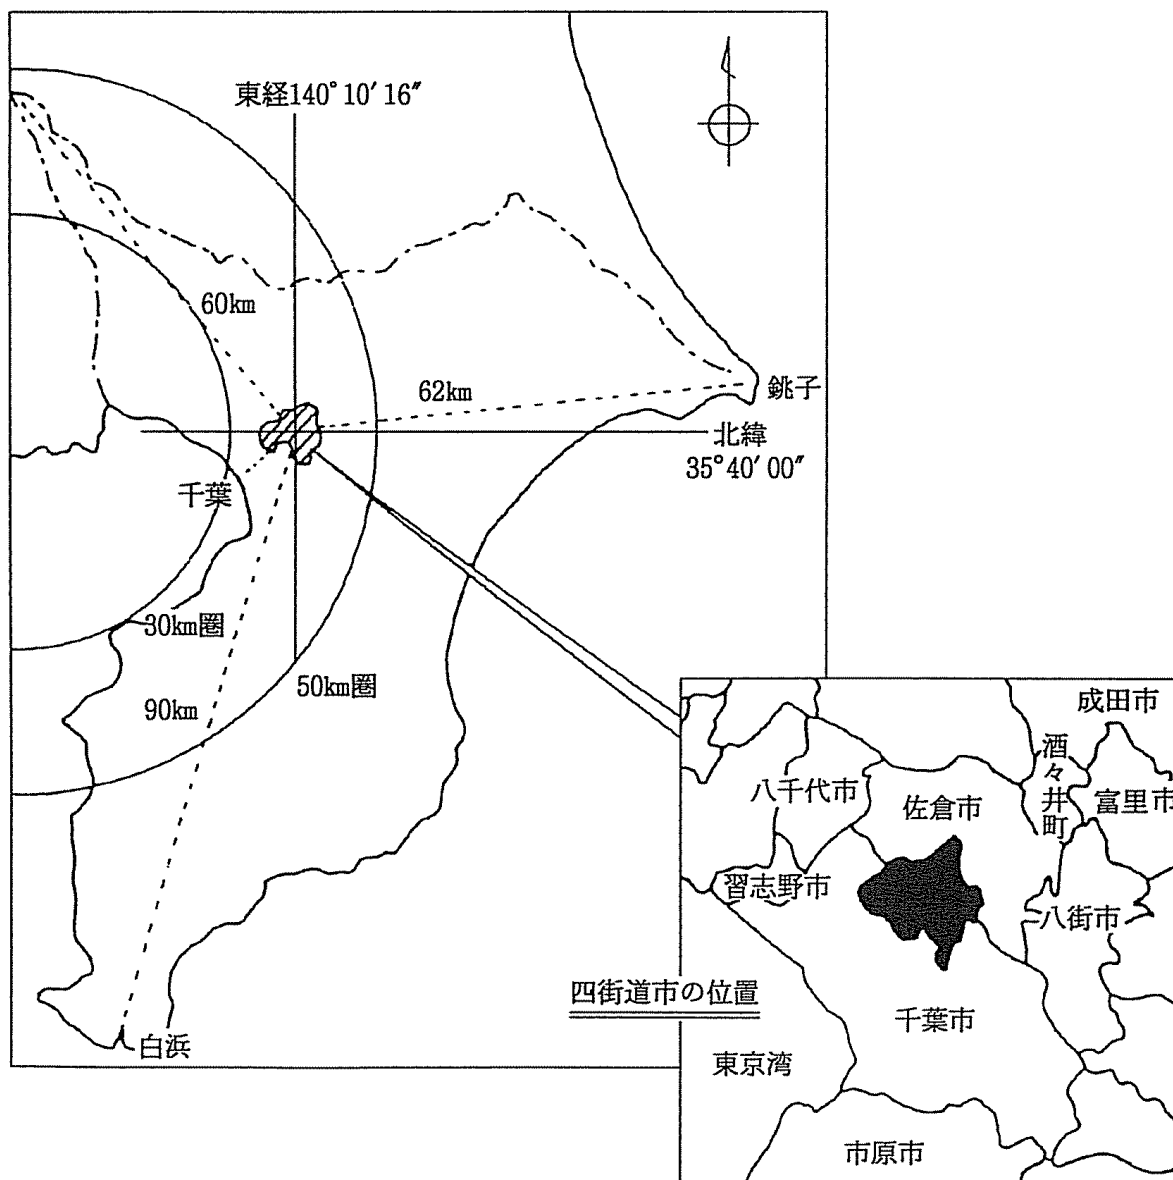 東経140°10′16″
60km
62km
銚子
北緯
35°40′00″
千葉
30km圏
50km圏
90km
白浜
成田市
酒々井町
八千代市
佐倉市
富里市
習志野市
八街市
四街道市の位置
千葉市
東京湾
市原市